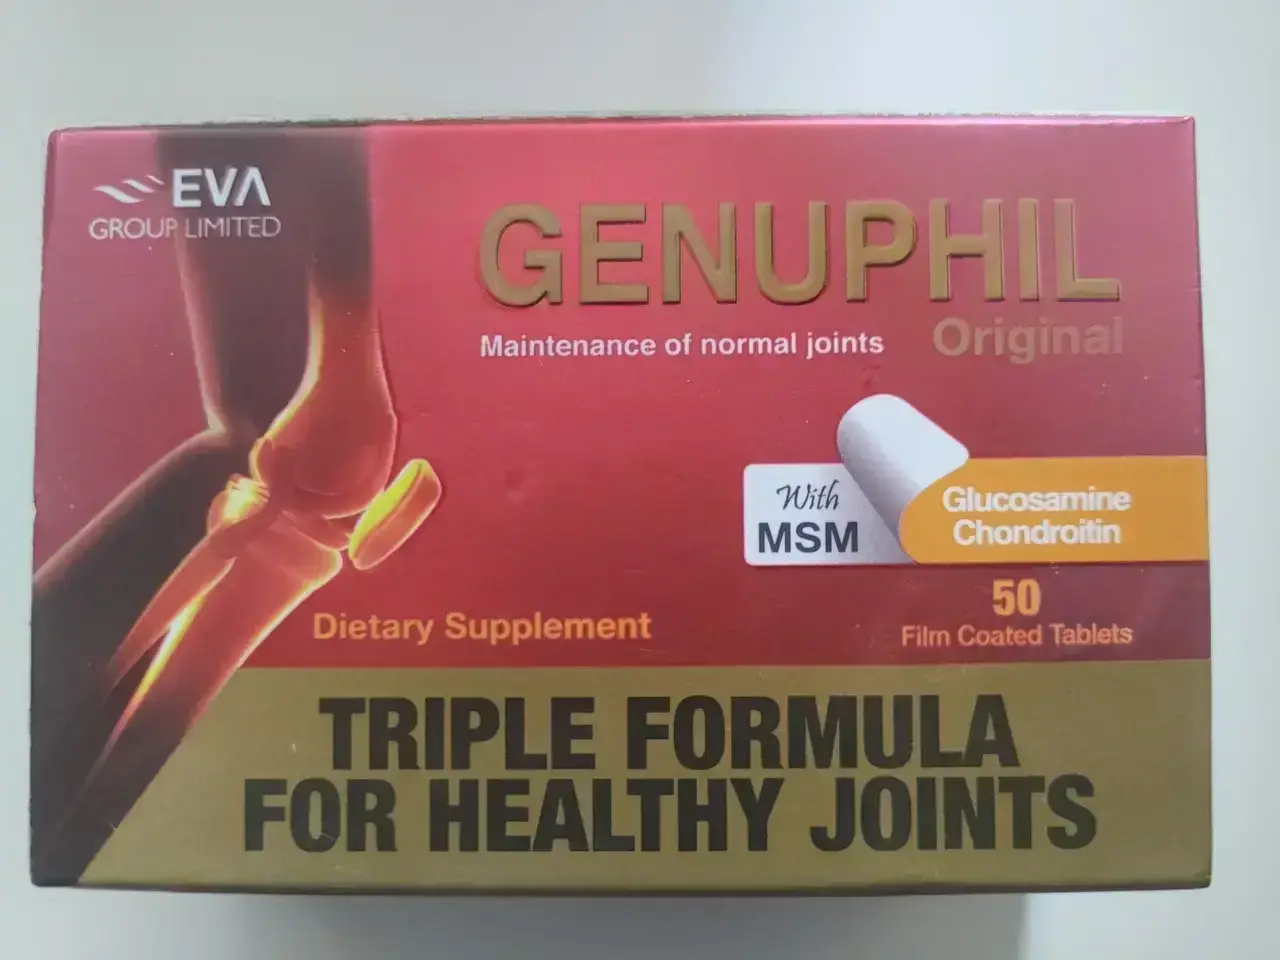 EVA
GROUP LIMITED
GENUPHIL
Original
Maintenance of normal joints
With
MSM
Glucosamine
Chondroitin
50
Film Coated Tablets
Dietary Supplement
TRIPLE FORMULA
FOR HEALTHY JOINTS